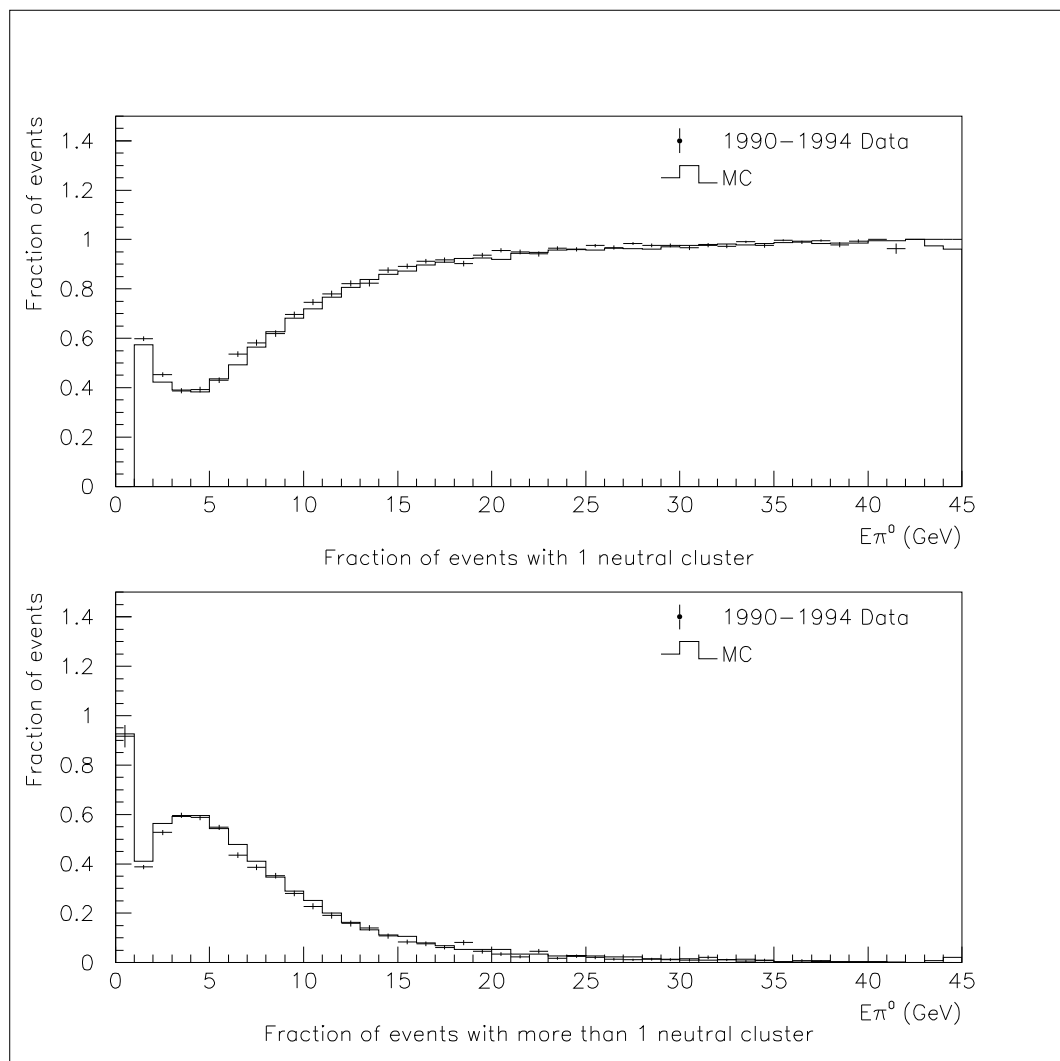 Fraction of events
1.4
1.2
1
0.8
0.6
0.4
0.2
0
1990−1994 Data
MC
0 5 10 15 20 25 30 35 40 45
Eπ⁰ (GeV)
Fraction of events with 1 neutral cluster
Fraction of events
1.4
1.2
1
0.8
0.6
0.4
0.2
0
1990−1994 Data
MC
0 5 10 15 20 25 30 35 40 45
Eπ⁰ (GeV)
Fraction of events with more than 1 neutral cluster